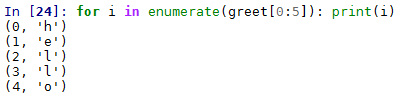 In [24]: for i in enumerate(greet[0:5]): print(i)
(0, 'h')
(1, 'e')
(2, 'l')
(3, 'l')
(4, 'o')